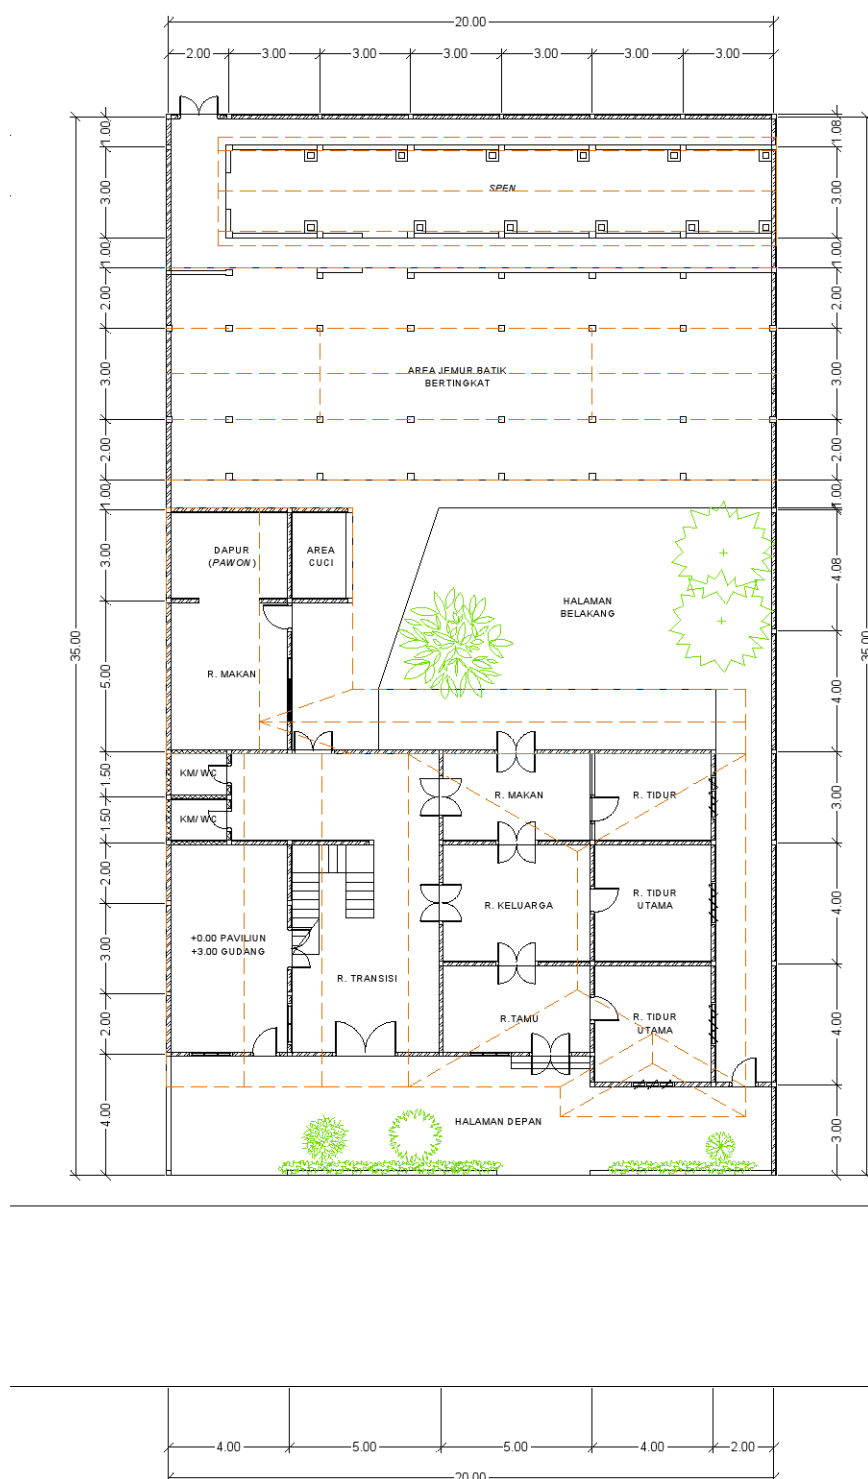 20.00
2.00 3.00 3.00 3.00 3.00 3.00 3.00
1.00
1.08
3.00
SPEN
3.00
1.00
1.00
2.00
2.00
3.00
AREA JEMUR BATIK
BERTINGKAT
3.00
2.00
2.00
1.00
1.00
3.00
DAPUR
(PAWON)
AREA
CUCI
4.08
HALAMAN
BELAKANG
35.00
35.00
5.00
R. MAKAN
4.00
1.50
KM/WC
R. MAKAN
R. TIDUR
3.00
1.50
KM/WC
2.00
R. KELUARGA
R. TIDUR
UTAMA
4.00
3.00
+0.00 PAVILIUN
+3.00 GUDANG
R. TRANSISI
2.00
R.TAMU
R. TIDUR
UTAMA
4.00
4.00
HALAMAN DEPAN
3.00
4.00 5.00 5.00 4.00 2.00
20.00